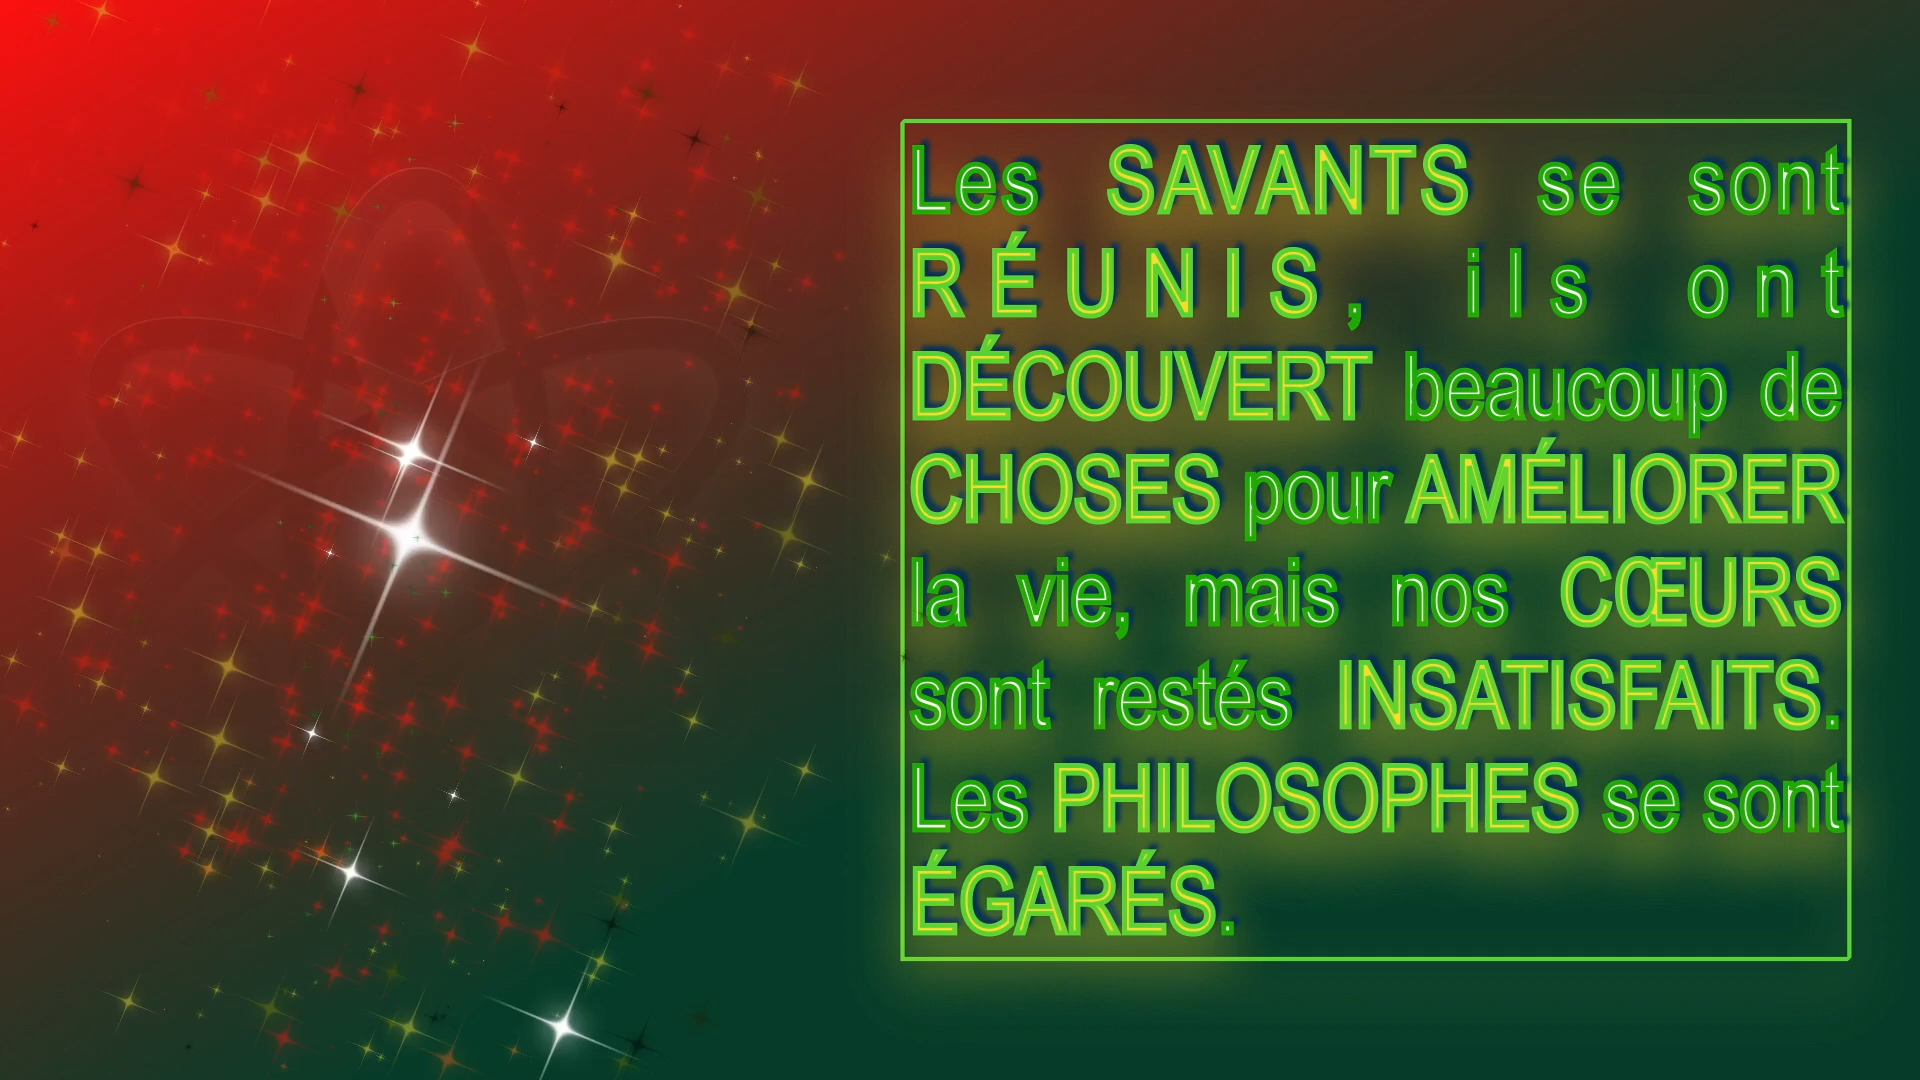 Les SAVANTS se sont
RÉUNIS, ils ont
DÉCOUVERT beaucoup de
CHOSES pour AMÉLIORER
la vie, mais nos CŒURS
sont restés INSATISFAITS.
Les PHILOSOPHES se sont
ÉGARÉS.